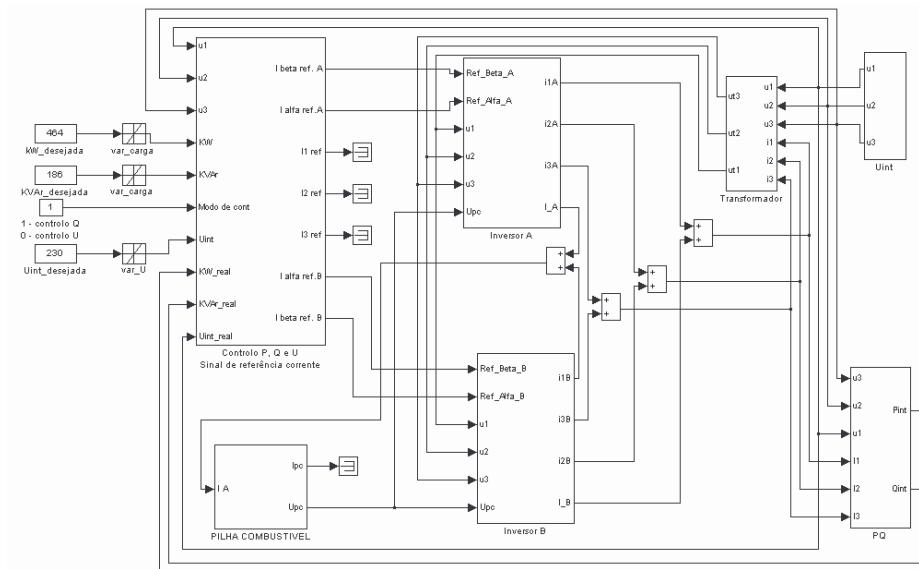 u1
u2
u3
KW
KVAr
Modo de cont
Uint
KW_real
KVAr_real
Uint_real
I beta ref. A
I alfa ref.A
I1 ref
I2 ref
I3 ref
I alfa ref.B
I beta ref. B
Controlo P, Q e U
Sinal de referência corrente
464
kW_desejada
var_carga
186
KVAr_desejada
var_carga
1
1 - controlo Q
0 - controlo U
230
Uint_desejada
var_U
Ref_Beta_A
Ref_Alfa_A
u1
u2
u3
Upc
i1A
i2A
i3A
I_A
Inversor A
ut3
ut2
ut1
u1
u2
u3
i1
i2
i3
Transformador
u1
u2
u3
Uint
+
+
+
+
+
+
+
+
Ref_Beta_B
Ref_Alfa_B
u1
u2
u3
Upc
i1B
i3B
i2B
I_B
Inversor B
I A
Ipc
Upc
PILHA COMBUSTIVEL
u3
u2
u1
I1
I2
I3
Pint
Qint
PQ